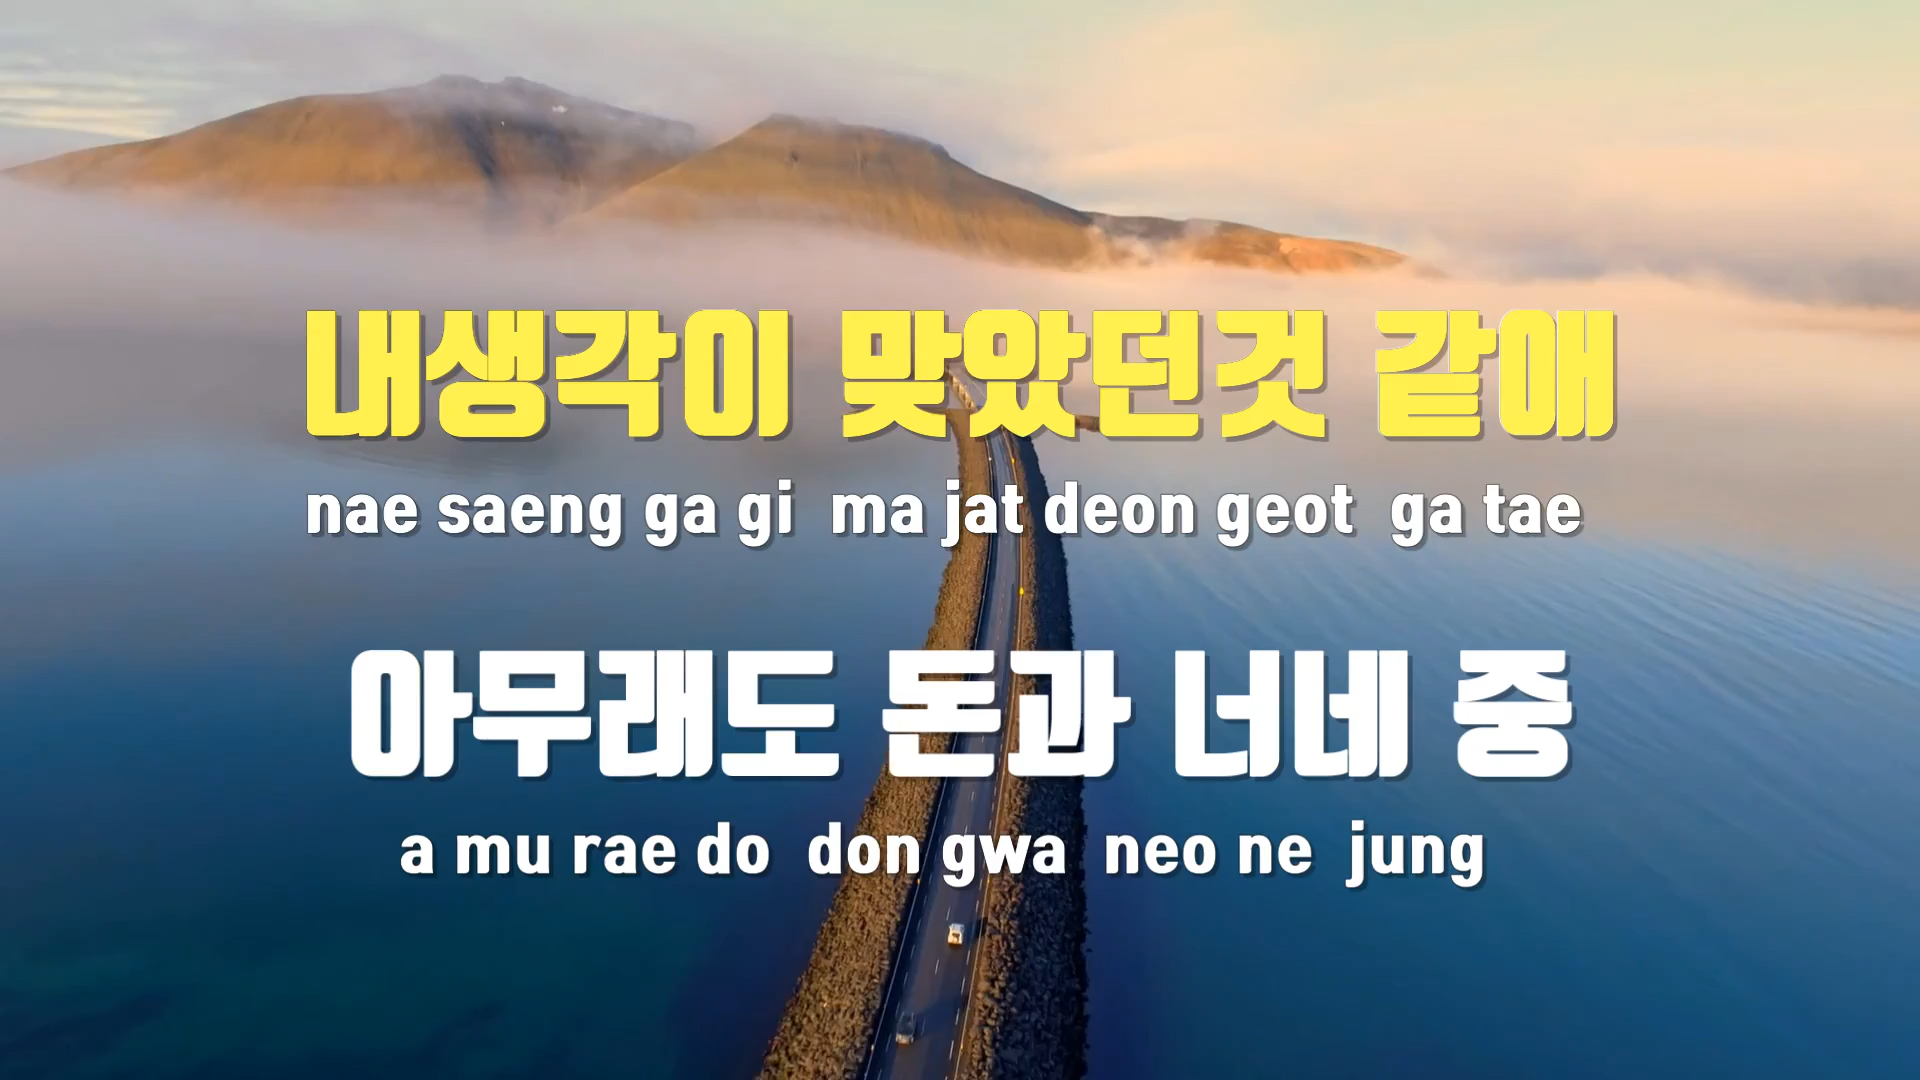 내생각이 맞았던것 같애
nae saeng ga gi ma jat deon geot ga tae
아무래도 돈과 너네 중
a mu rae do don gwa neo ne jung